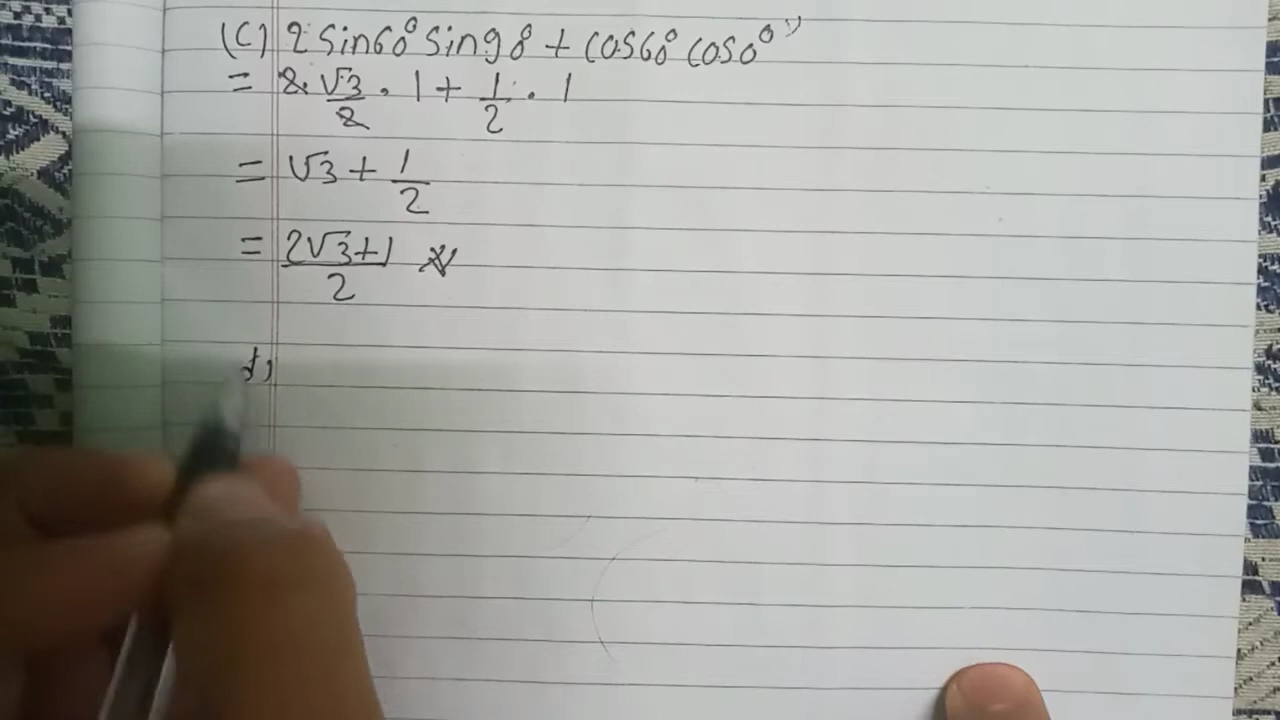 (C) 2 sin60° sin90 + cos60° cos0°
= 2. √3/2 . 1 + 1/2 . 1
= √3 + 1/2
= 2√3+1/2